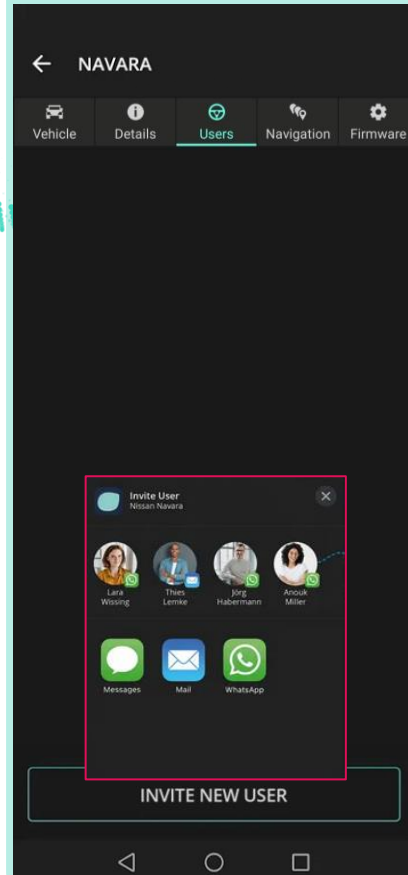 NAVARA
Vehicle Details Users Navigation Firmware
Invite User
Nissan Navara
Lara Thies Jörg Anouk
Wissing Lemke Habermann Miller
Messages Mail WhatsApp
INVITE NEW USER